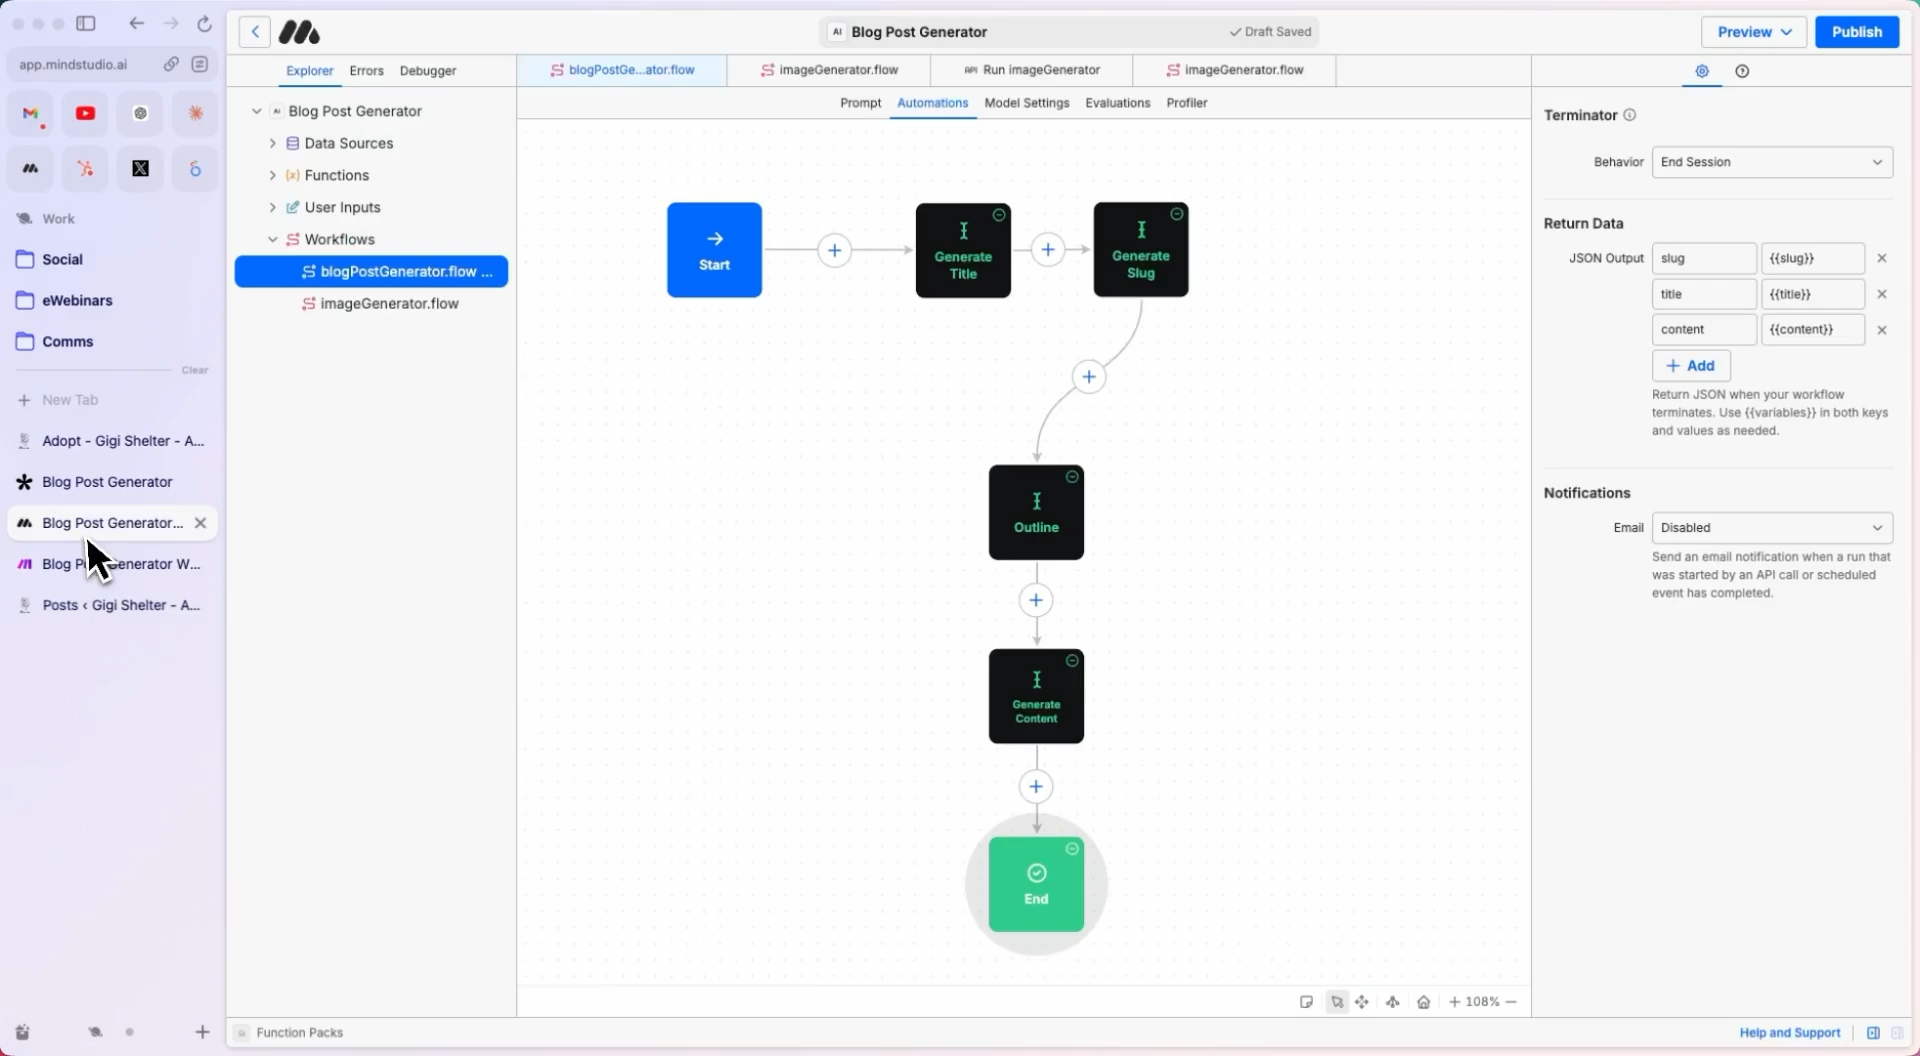 app.mindstudio.ai
Work
Social
eWebinars
Comms
Clear
New Tab
Adopt - Gigi Shelter - A...
Blog Post Generator
Blog Post Generator...
Posts ‹ Gigi Shelter - A...
AI Blog Post Generator
Draft Saved
Preview
Publish
Explorer
Errors
Debugger
AI Blog Post Generator
Data Sources
(x) Functions
User Inputs
Workflows
blogPostGenerator.flow ...
imageGenerator.flow
blogPostGe...ator.flow
imageGenerator.flow
API Run imageGenerator
imageGenerator.flow
Prompt
Automations
Model Settings
Evaluations
Profiler
Start
Generate
Title
Generate
Slug
Outline
Generate
Content
End
108%
Terminator
Behavior
End Session
Return Data
JSON Output
slug
{{slug}}
title
{{title}}
content
{{content}}
Add
Return JSON when your workflow
terminates. Use {{variables}} in both keys
and values as needed.
Notifications
Email
Disabled
Send an email notification when a run that
was started by an API call or scheduled
event has completed.
Function Packs
Help and Support